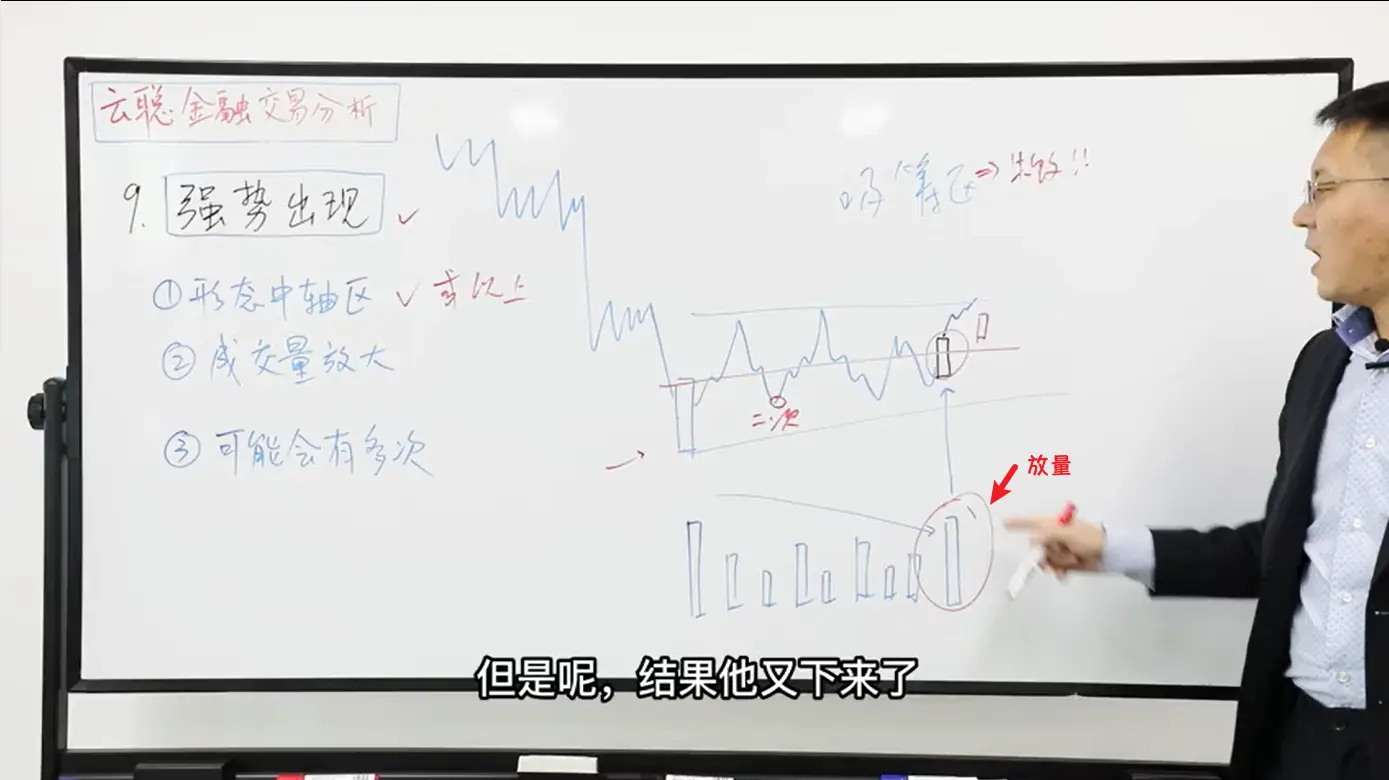 云聪金融交易分析
9. 强势出现
① 形态中轴区 或以上
② 成交量放大
③ 可能会有多次
吸筹区⇒
二次
放量
但是呢，结果他又下来了